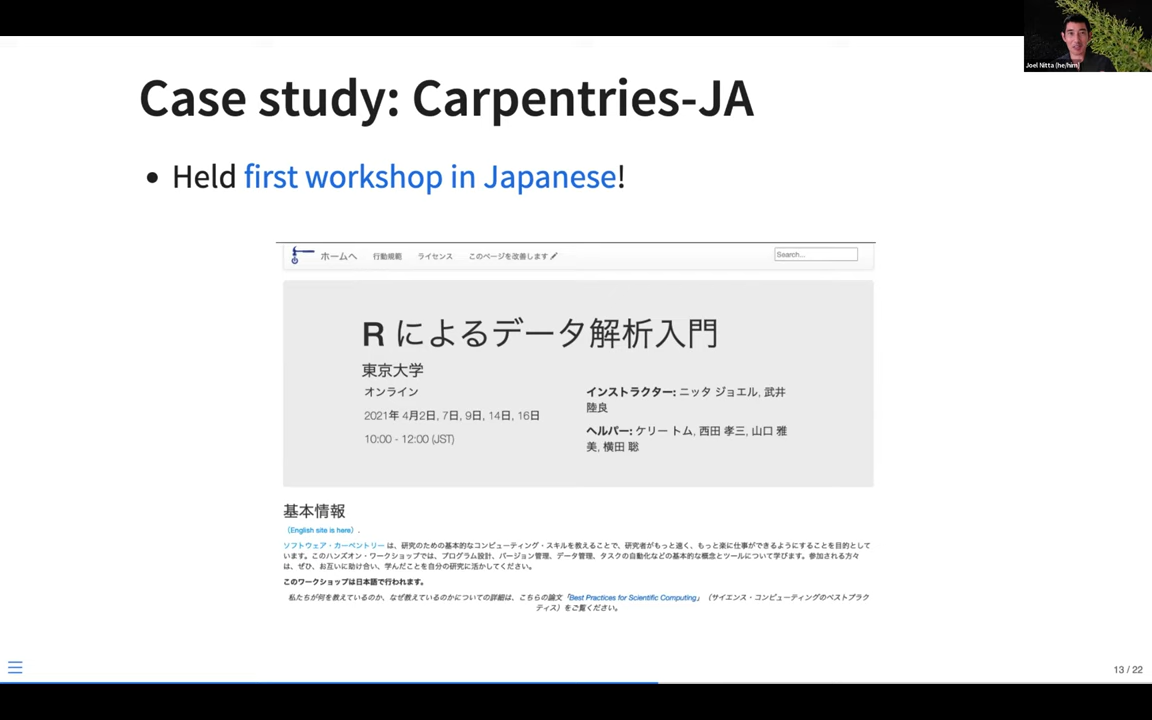 Joel Nitta (he/him)
Case study: Carpentries-JA
• Held first workshop in Japanese!
ホームへ 行動規範 ライセンス このページを改善します Search...
R によるデータ解析入門
東京大学
オンライン
2021年 4月2日, 7日, 9日, 14日, 16日
10:00 - 12:00 (JST)
インストラクター: ニッタ ジョエル, 武井
陸良
ヘルパー: ケリー トム, 西田 孝三, 山口 雅
美, 横田 聡
基本情報
（English site is here）.
ソフトウェア・カーペントリー は、研究のための基本的なコンピューティング・スキルを教えることで、研究者がもっと速く、もっと楽に仕事ができるようにすることを目的として
います。このハンズオン・ワークショップでは、プログラム設計、バージョン管理、データ管理、タスクの自動化などの基本的な概念とツールについて学びます。参加される方々
は、ぜひ、お互いに助け合い、学んだことを自分の研究に活かしてください。
このワークショップは日本語で行われます。
私たちが何を教えているのか、なぜ教えているのかについての詳細は、こちらの論文「Best Practices for Scientific Computing」（サイエンス・コンピューティングのベストプラク
ティス）をご覧ください。
13 / 22